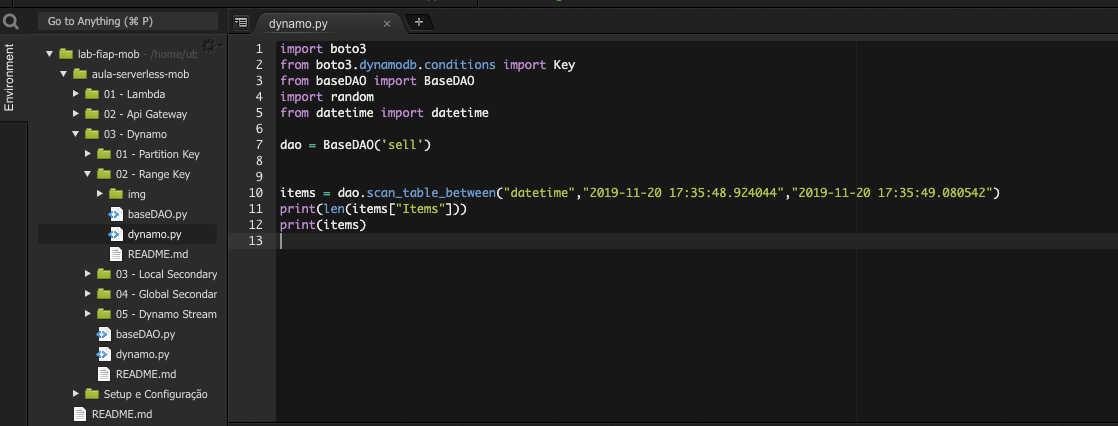 Go to Anything (⌘ P)
dynamo.py
Environment
lab-fiap-mob - /home/ub
aula-serverless-mob
01 - Lambda
02 - Api Gateway
03 - Dynamo
01 - Partition Key
02 - Range Key
img
baseDAO.py
dynamo.py
README.md
03 - Local Secondary
04 - Global Secondar
05 - Dynamo Stream
baseDAO.py
dynamo.py
README.md
Setup e Configuração
README.md
1 import boto3
2 from boto3.dynamodb.conditions import Key
3 from baseDAO import BaseDAO
4 import random
5 from datetime import datetime
6
7 dao = BaseDAO('sell')
8
9
10 items = dao.scan_table_between("datetime","2019-11-20 17:35:48.924044","2019-11-20 17:35:49.080542")
11 print(len(items["Items"]))
12 print(items)
13